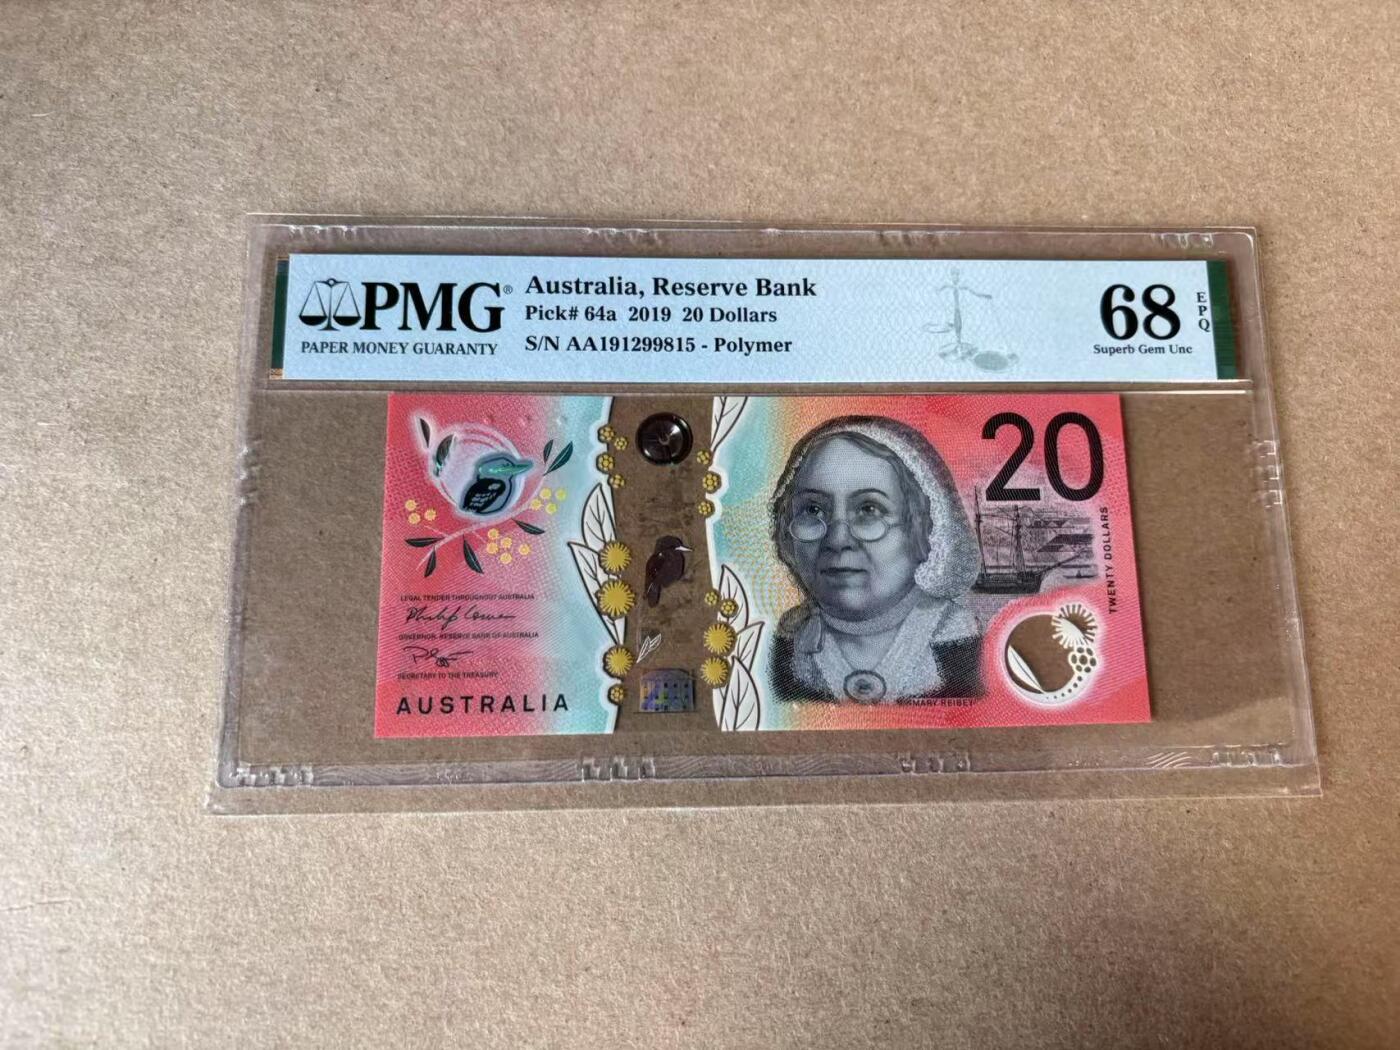 PMG®
PAPER MONEY GUARANTY
Australia, Reserve Bank
Pick# 64a 2019 20 Dollars
S/N AA191299815 - Polymer
68
EPQ
Superb Gem Unc
20
TWENTY DOLLARS
LEGAL TENDER THROUGHOUT AUSTRALIA
GOVERNOR, RESERVE BANK OF AUSTRALIA
SECRETARY TO THE TREASURY
AUSTRALIA
MARY REIBEY